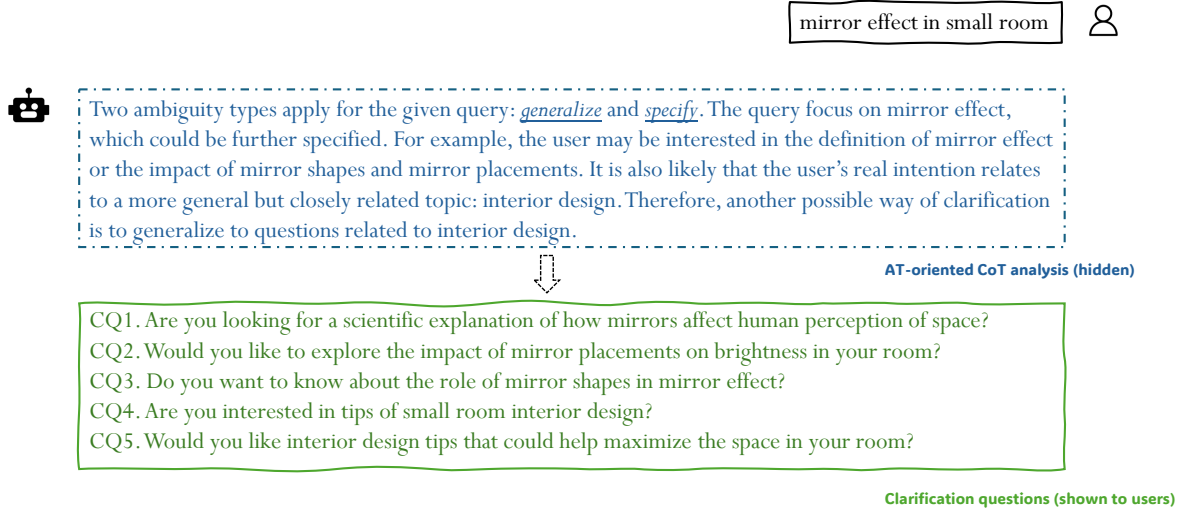 mirror effect in small room
Two ambiguity types apply for the given query: generalize and specify. The query focus on mirror effect,
which could be further specified. For example, the user may be interested in the definition of mirror effect
or the impact of mirror shapes and mirror placements. It is also likely that the user's real intention relates
to a more general but closely related topic: interior design. Therefore, another possible way of clarification
is to generalize to questions related to interior design.
AT-oriented CoT analysis (hidden)
CQ1. Are you looking for a scientific explanation of how mirrors affect human perception of space?
CQ2. Would you like to explore the impact of mirror placements on brightness in your room?
CQ3. Do you want to know about the role of mirror shapes in mirror effect?
CQ4. Are you interested in tips of small room interior design?
CQ5. Would you like interior design tips that could help maximize the space in your room?
Clarification questions (shown to users)